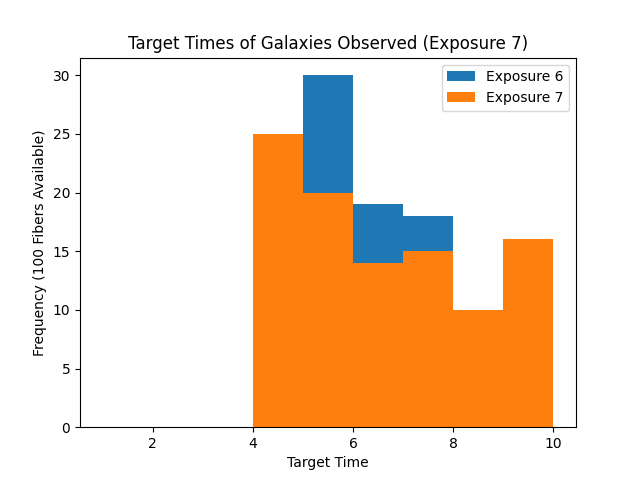 Target Times of Galaxies Observed (Exposure 7)
Exposure 6
Exposure 7
Frequency (100 Fibers Available)
30
25
20
15
10
5
0
2 4 6 8 10
Target Time